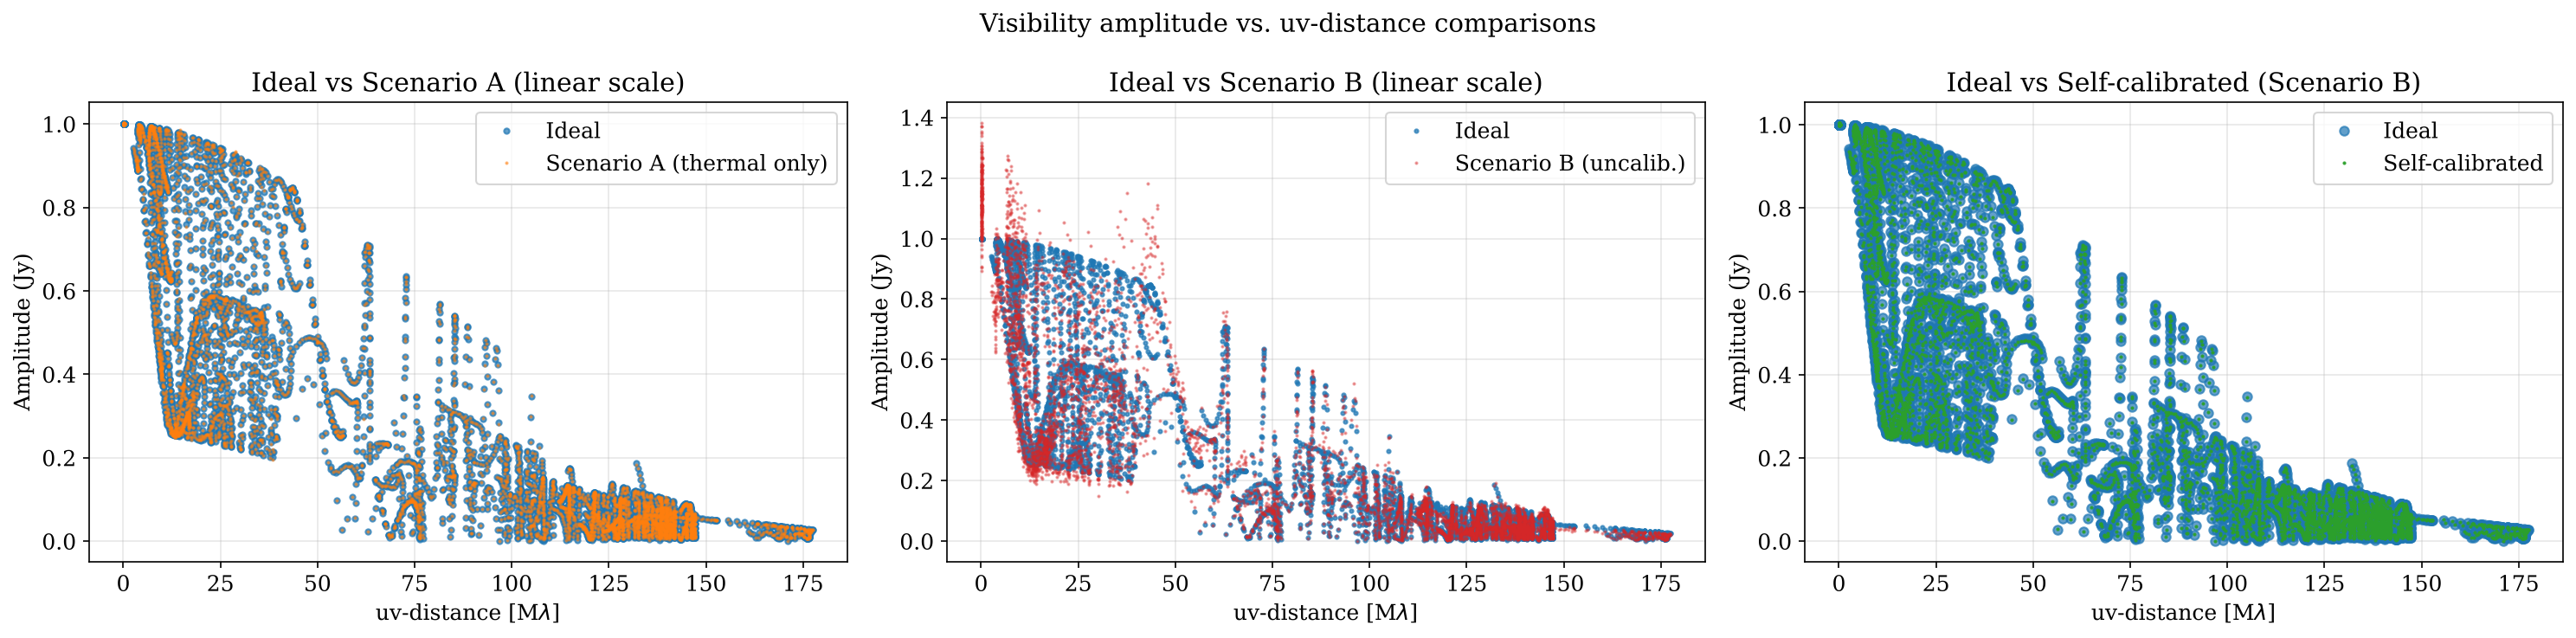 Visibility amplitude vs. uv-distance comparisons
Ideal vs Scenario A (linear scale)
Amplitude (Jy)
1.0
0.8
0.6
0.4
0.2
0.0
0 25 50 75 100 125 150 175
uv-distance [Mλ]
Ideal
Scenario A (thermal only)
Ideal vs Scenario B (linear scale)
Amplitude (Jy)
1.4
1.2
1.0
0.8
0.6
0.4
0.2
0.0
0 25 50 75 100 125 150 175
uv-distance [Mλ]
Ideal
Scenario B (uncalib.)
Ideal vs Self-calibrated (Scenario B)
Amplitude (Jy)
1.0
0.8
0.6
0.4
0.2
0.0
0 25 50 75 100 125 150 175
uv-distance [Mλ]
Ideal
Self-calibrated